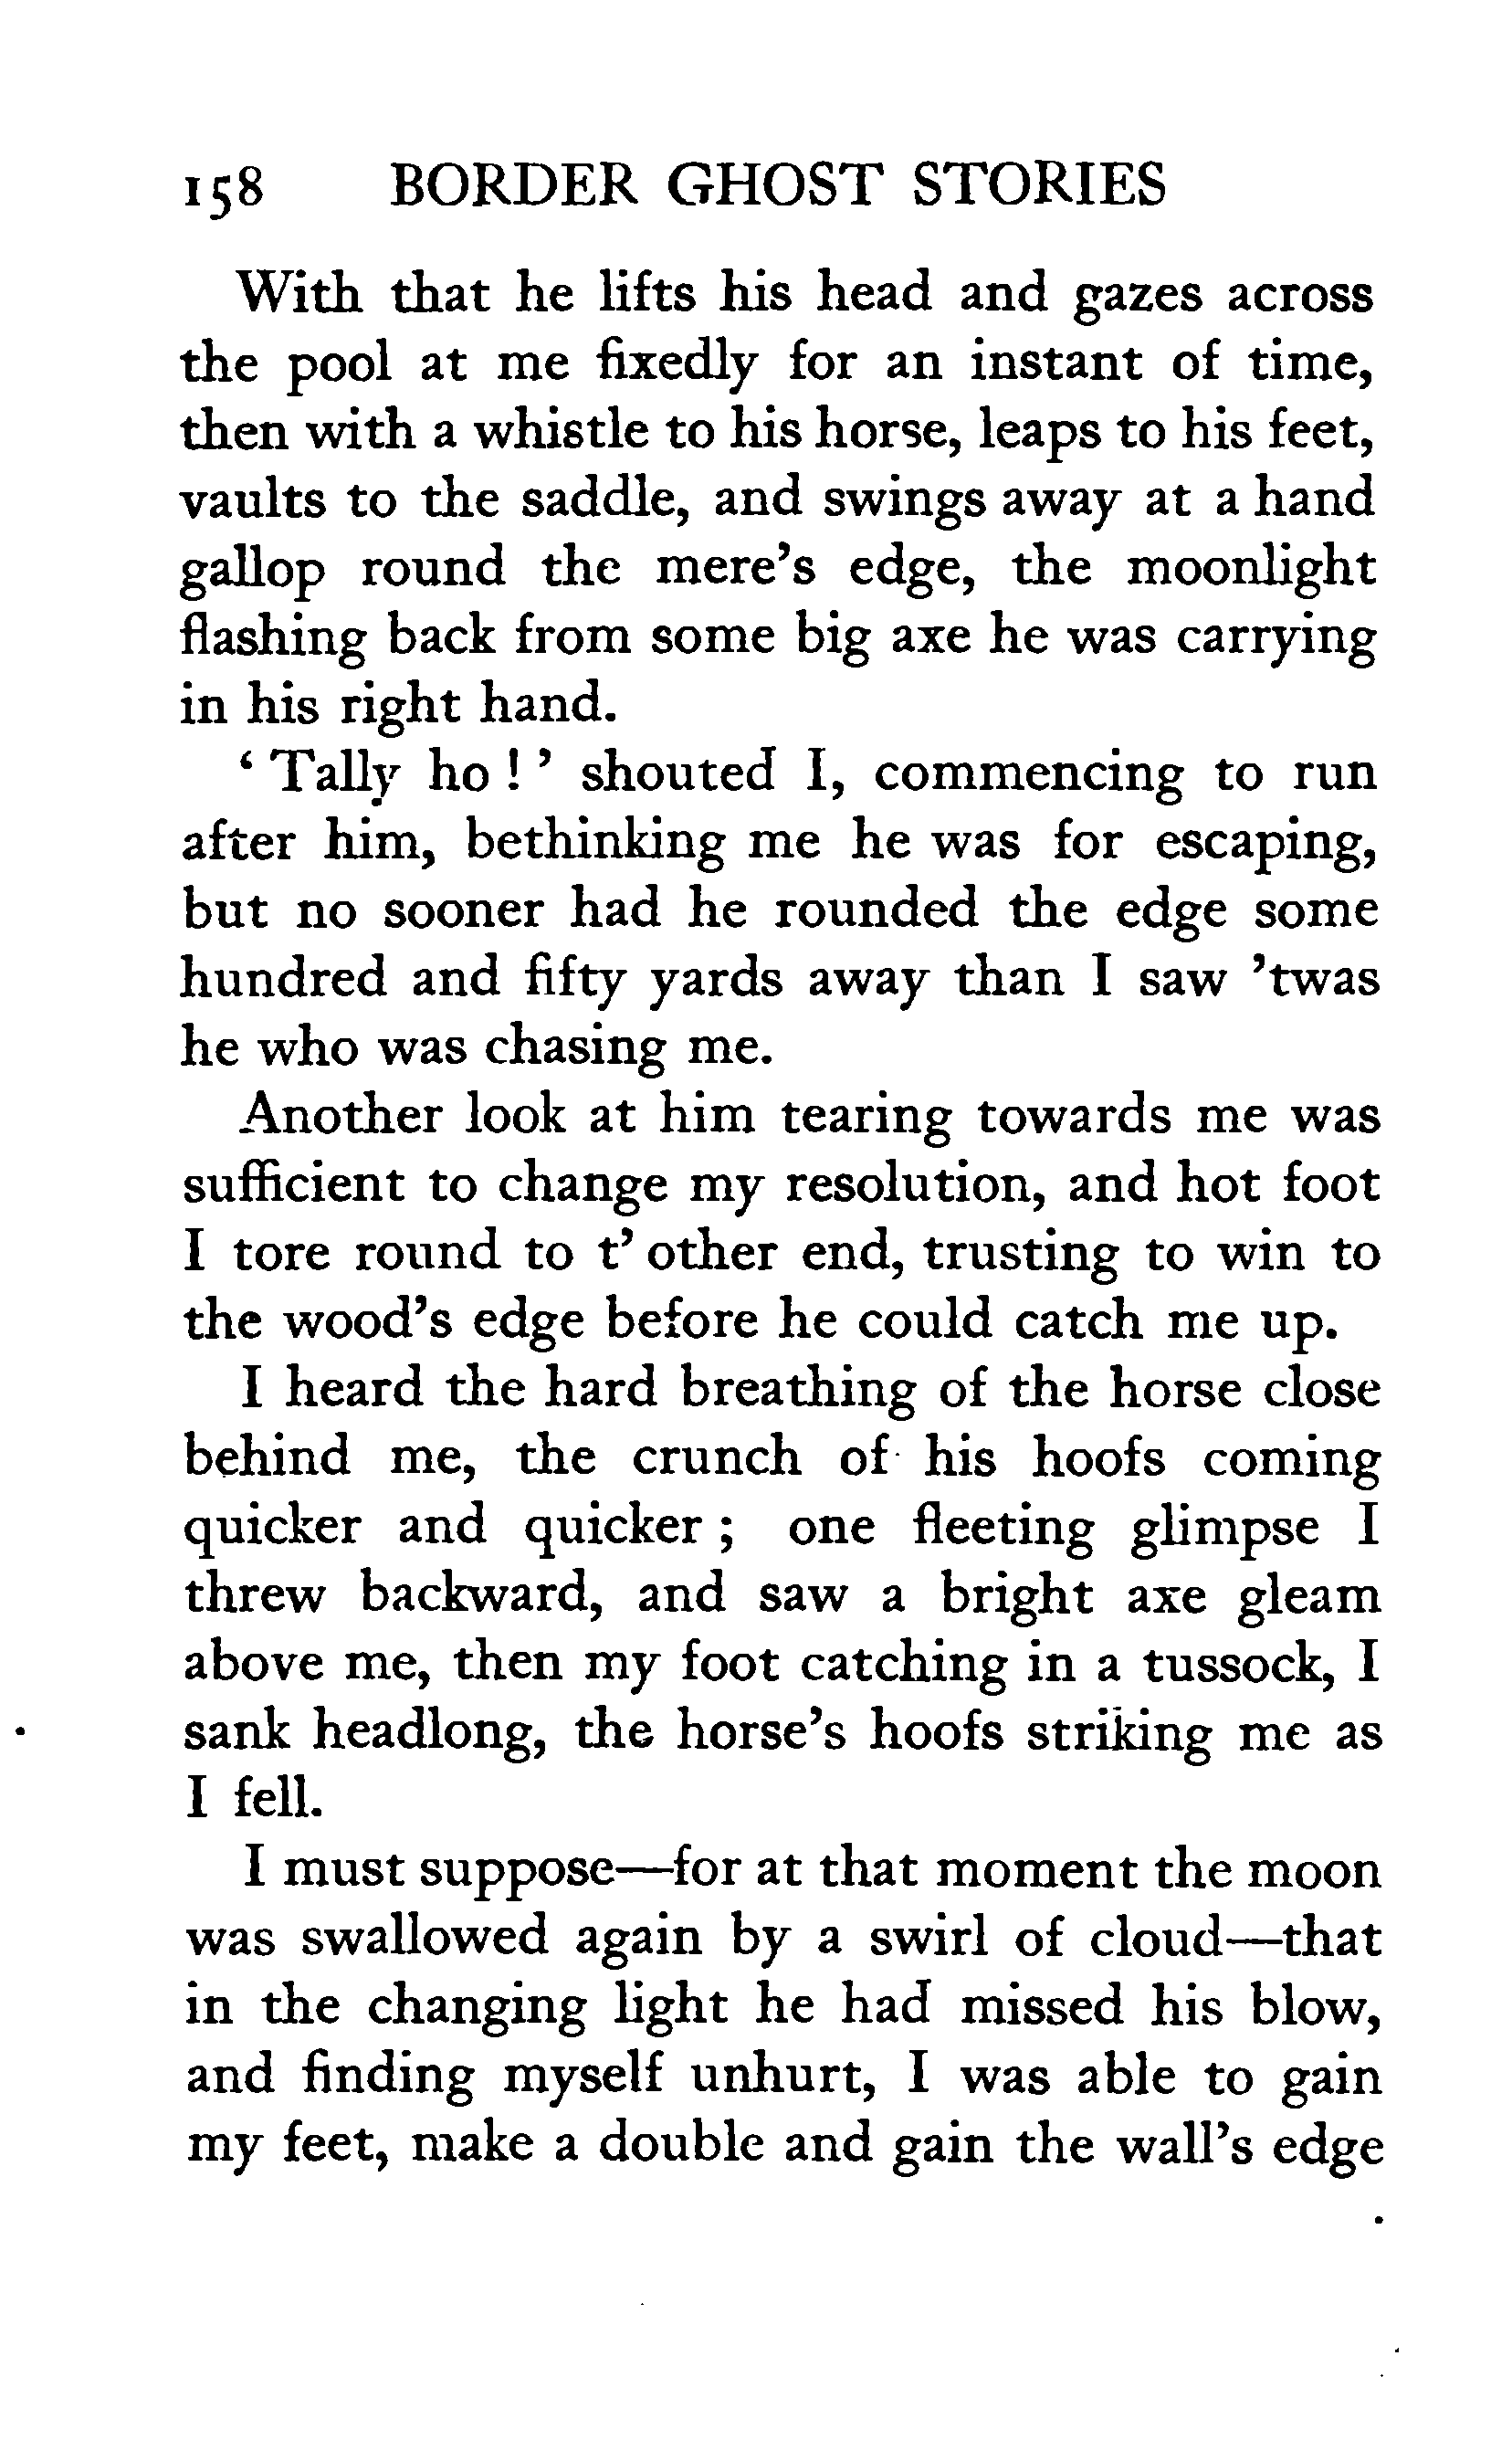 158 BORDER GHOST STORIES
With that he lifts his head and gazes across
the pool at me fixedly for an instant of time,
then with a whistle to his horse, leaps to his feet,
vaults to the saddle, and swings away at a hand
gallop round the mere's edge, the moonlight
flashing back from some big axe he was carrying
in his right hand.
‘ Tally ho ! ’ shouted I, commencing to run
after him, bethinking me he was for escaping,
but no sooner had he rounded the edge some
hundred and fifty yards away than I saw ’twas
he who was chasing me.
Another look at him tearing towards me was
sufficient to change my resolution, and hot foot
I tore round to t’ other end, trusting to win to
the wood’s edge before he could catch me up.
I heard the hard breathing of the horse close
behind me, the crunch of his hoofs coming
quicker and quicker ; one fleeting glimpse I
threw backward, and saw a bright axe gleam
above me, then my foot catching in a tussock, I
sank headlong, the horse’s hoofs striking me as
I fell.
I must suppose—for at that moment the moon
was swallowed again by a swirl of cloud—that
in the changing light he had missed his blow,
and finding myself unhurt, I was able to gain
my feet, make a double and gain the wall’s edge